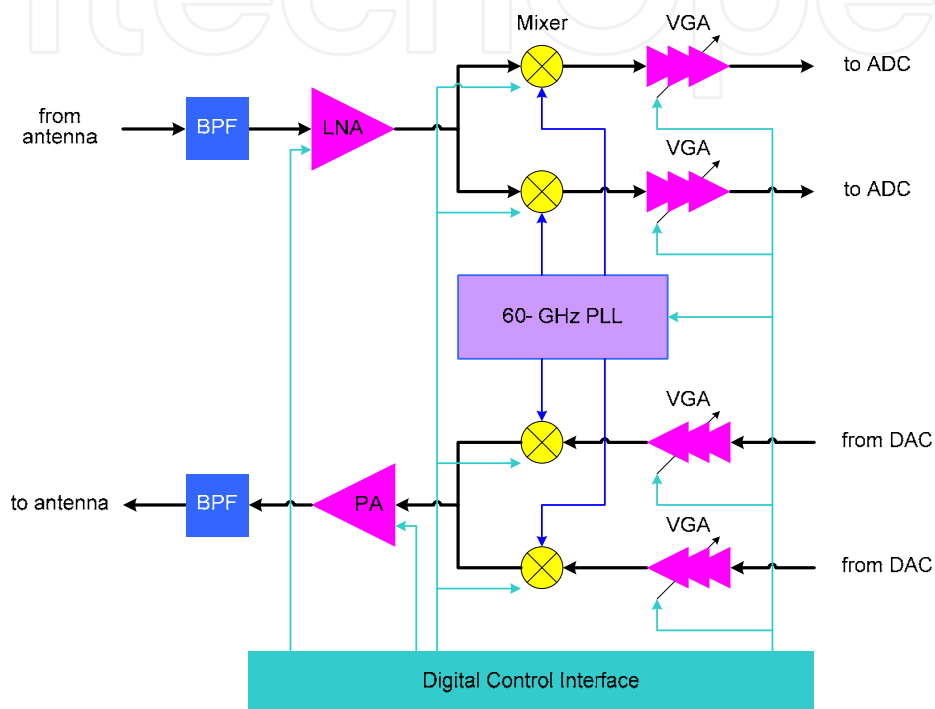 Mixer
VGA
to ADC
from
antenna
BPF
LNA
VGA
to ADC
60- GHz PLL
VGA
from DAC
to antenna
BPF
PA
VGA
from DAC
Digital Control Interface